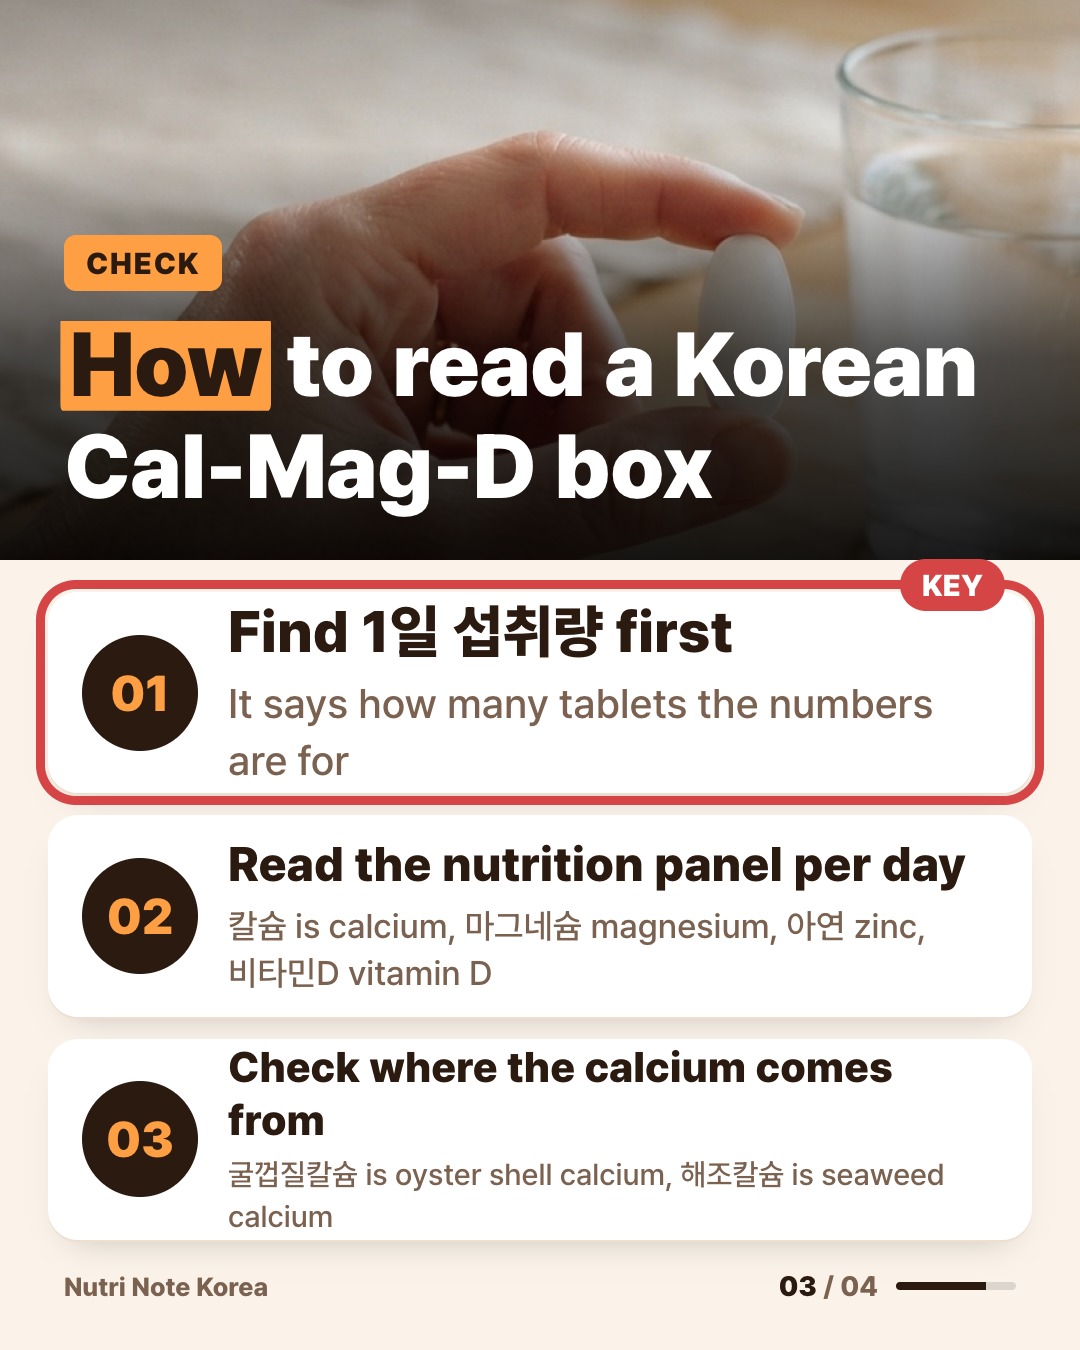 CHECK
How to read a Korean
Cal-Mag-D box
KEY
01
Find 1일 섭취량 first
It says how many tablets the numbers
are for
02
Read the nutrition panel per day
칼슘 is calcium, 마그네슘 magnesium, 아연 zinc,
비타민D vitamin D
03
Check where the calcium comes
from
굴껍질칼슘 is oyster shell calcium, 해조칼슘 is seaweed
calcium
Nutri Note Korea
03 / 04